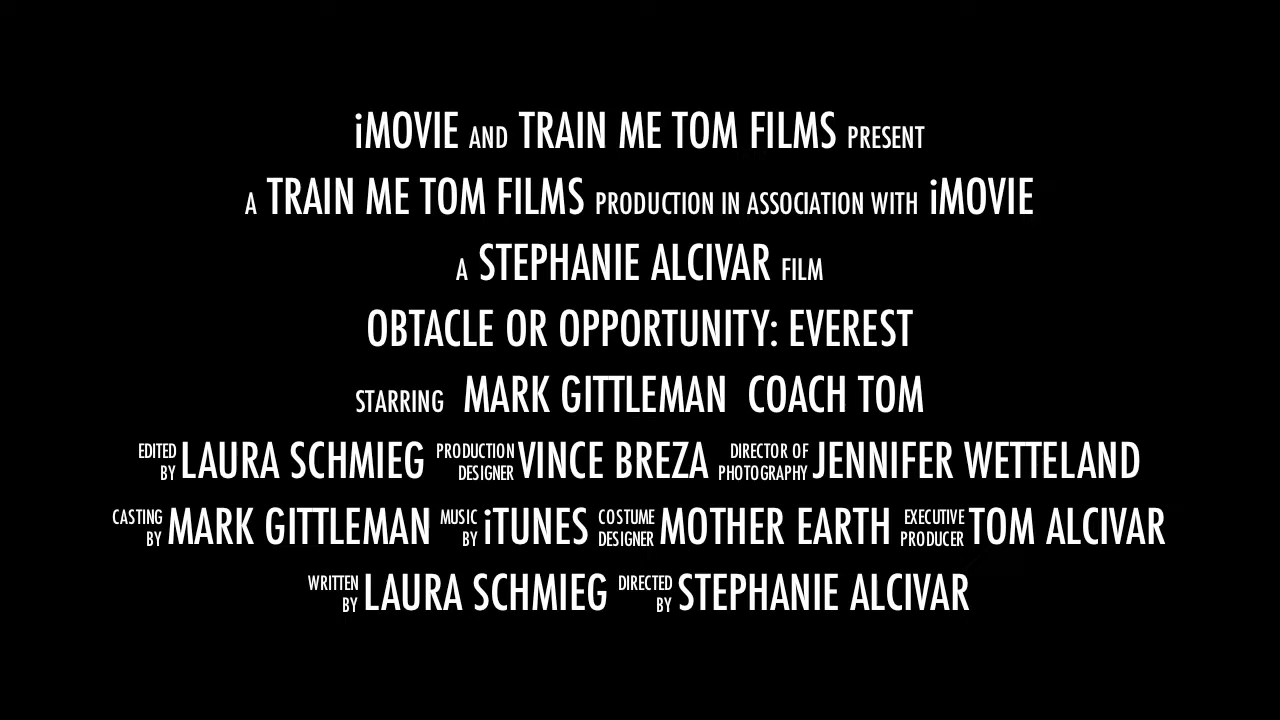 iMOVIE AND TRAIN ME TOM FILMS PRESENT
A TRAIN ME TOM FILMS PRODUCTION IN ASSOCIATION WITH iMOVIE
A STEPHANIE ALCIVAR FILM
OBTACLE OR OPPORTUNITY: EVEREST
STARRING MARK GITTLEMAN COACH TOM
EDITED BY LAURA SCHMIEG PRODUCTION DESIGNER VINCE BREZA DIRECTOR OF PHOTOGRAPHY JENNIFER WETTELAND
CASTING BY MARK GITTLEMAN MUSIC BY iTUNES COSTUME DESIGNER MOTHER EARTH EXECUTIVE PRODUCER TOM ALCIVAR
WRITTEN BY LAURA SCHMIEG DIRECTED BY STEPHANIE ALCIVAR